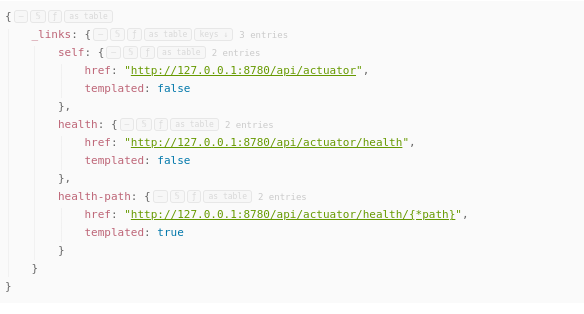 { – § ƒ as table
_links: { – § ƒ as table keys ↓ 3 entries
self: { – § ƒ as table 2 entries
href: "http://127.0.0.1:8780/api/actuator",
templated: false
},
health: { – § ƒ as table 2 entries
href: "http://127.0.0.1:8780/api/actuator/health",
templated: false
},
health-path: { – § ƒ as table 2 entries
href: "http://127.0.0.1:8780/api/actuator/health/{*path}",
templated: true
}
}
}